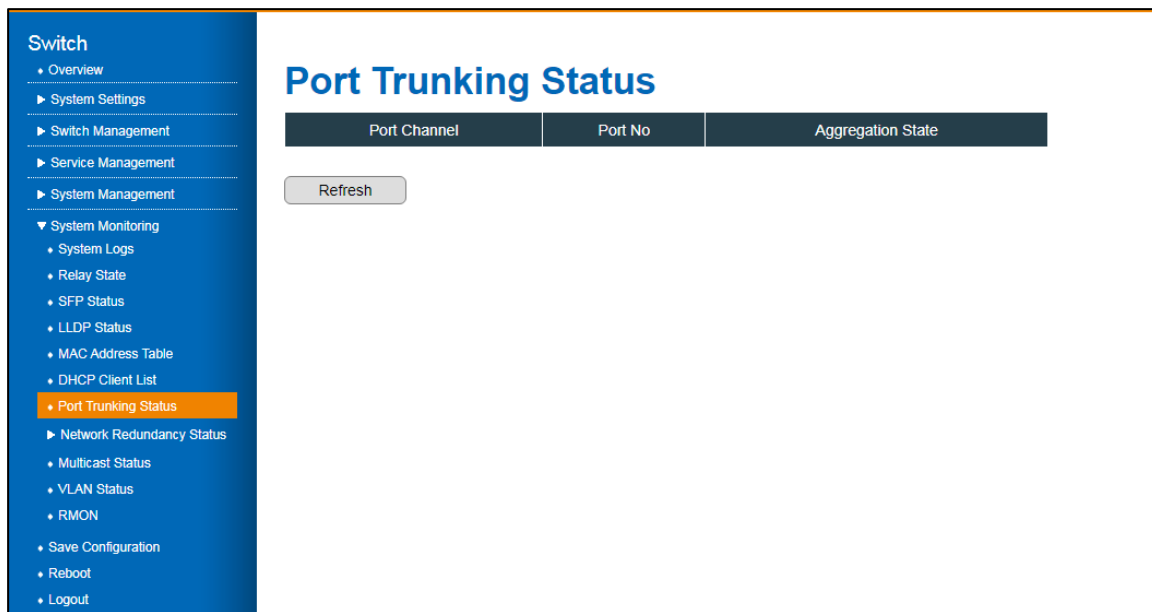 Switch
Overview
System Settings
Switch Management
Service Management
System Management
System Monitoring
System Logs
Relay State
SFP Status
LLDP Status
MAC Address Table
DHCP Client List
Port Trunking Status
Network Redundancy Status
Multicast Status
VLAN Status
RMON
Save Configuration
Reboot
Logout
Port Trunking Status
Port Channel Port No Aggregation State
Refresh